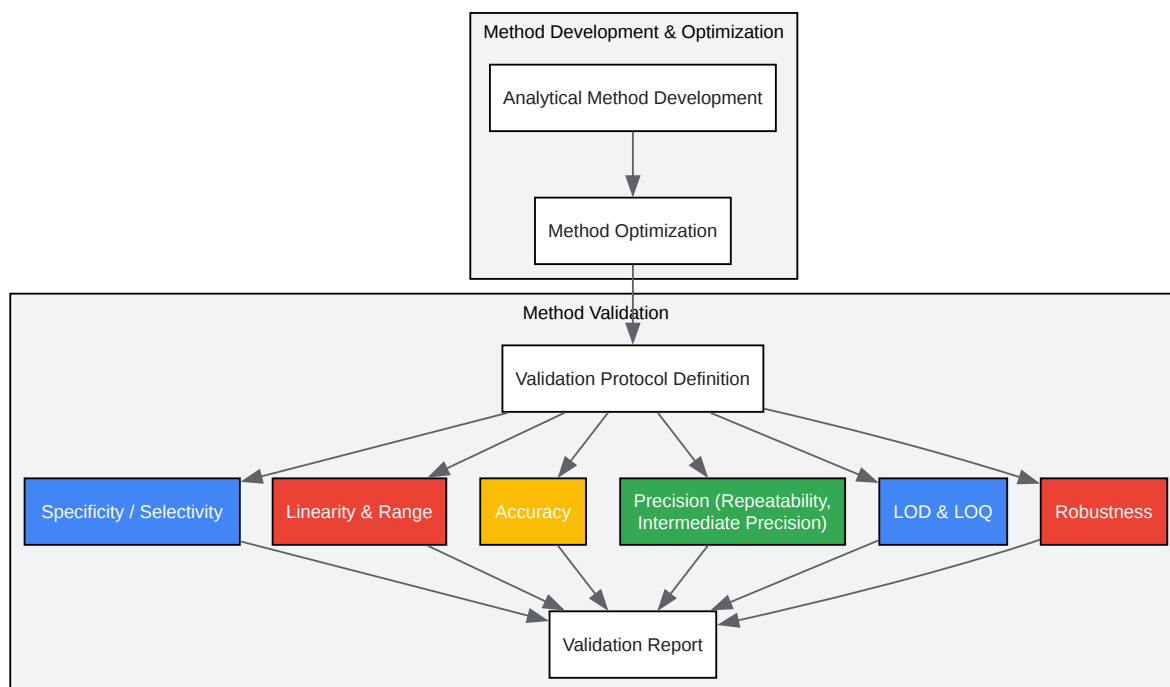 Method Development & Optimization
Analytical Method Development
Method Optimization
Method Validation
Validation Protocol Definition
Specificity / Selectivity
Linearity & Range
Accuracy
Precision (Repeatability,
Intermediate Precision)
LOD & LOQ
Robustness
Validation Report